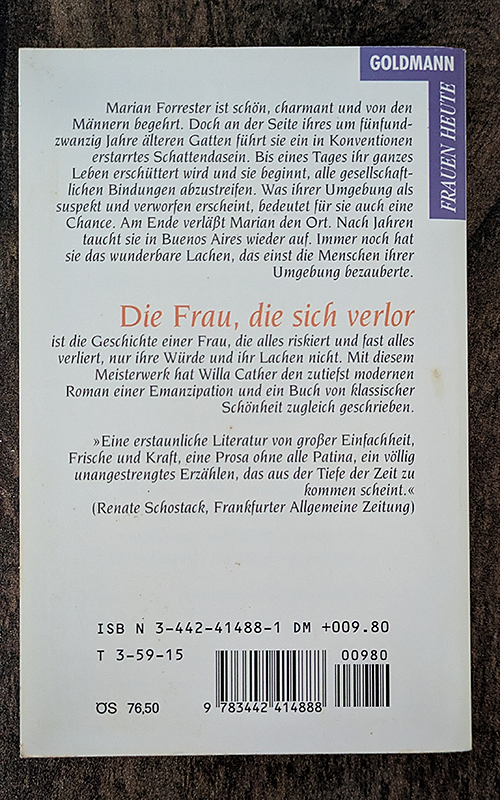 GOLDMANN
FRAUEN HEUTE
Marian Forrester ist schön, charmant und von den
Männern begehrt. Doch an der Seite ihres um fünfund-
zwanzig Jahre älteren Gatten führt sie ein in Konventionen
erstarrtes Schattendasein. Bis eines Tages ihr ganzes
Leben erschüttert wird und sie beginnt, alle gesellschaft-
lichen Bindungen abzustreifen. Was ihrer Umgebung als
suspekt und verworfen erscheint, bedeutet für sie auch eine
Chance. Am Ende verläßt Marian den Ort. Nach Jahren
taucht sie in Buenos Aires wieder auf. Immer noch hat
sie das wunderbare Lachen, das einst die Menschen ihrer
Umgebung bezauberte.
Die Frau, die sich verlor
ist die Geschichte einer Frau, die alles riskiert und fast alles
verliert, nur ihre Würde und ihr Lachen nicht. Mit diesem
Meisterwerk hat Willa Cather den zutiefst modernen
Roman einer Emanzipation und ein Buch von klassischer
Schönheit zugleich geschrieben.
»Eine erstaunliche Literatur von großer Einfachheit,
Frische und Kraft, eine Prosa ohne alle Patina, ein völlig
unangestrengtes Erzählen, das aus der Tiefe der Zeit zu
kommen scheint.«
(Renate Schostack, Frankfurter Allgemeine Zeitung)
ISB N 3-442-41488-1 DM +009.80
T 3-59-15 00980
ÖS 76,50 9 783442 414888